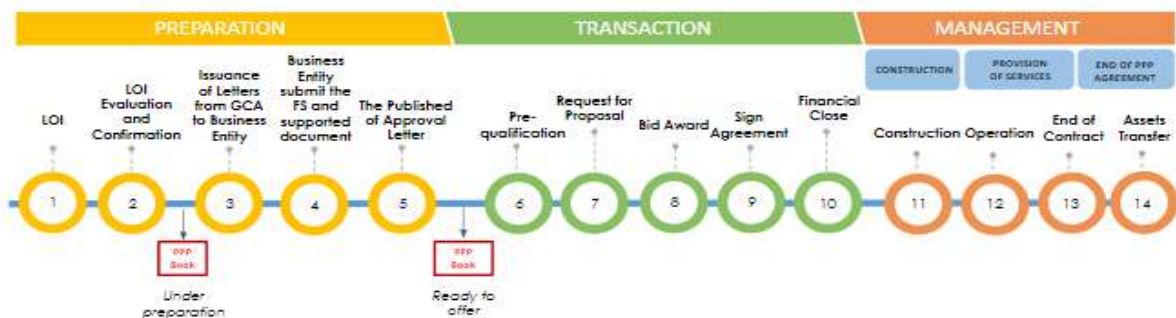 PREPARATION
TRANSACTION
MANAGEMENT
CONSTRUCTION
PROVISION
OF SERVICES
END OF PPP
AGREEMENT
LOI
LOI
Evaluation
and
Confirmation
Issuance
of Letters
from GCA
to Business
Entity
Business
Entity
submit the
FS and
supported
document
The Published
of Approval
Letter
Pre-
qualification
Request for
Proposal
Bid Award
Sign
Agreement
Financial
Close
Construction
Operation
End of
Contract
Assets
Transfer
1
2
3
4
5
6
7
8
9
10
11
12
13
14
PPP
Book
Under
preparation
PPP
Book
Ready to
offer